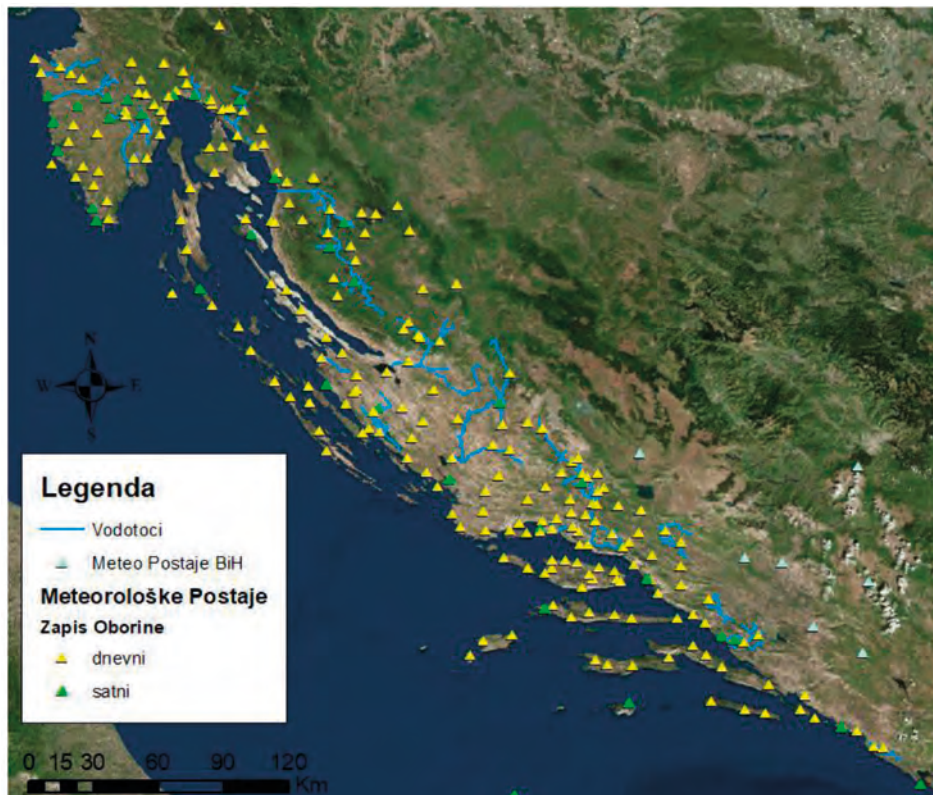 N
W E
S
Legenda
Vodotoci
Meteo Postaje BiH
Meteorološke Postaje
Zapis Oborine
dnevni
satni
0 15 30 60 90 120
Km